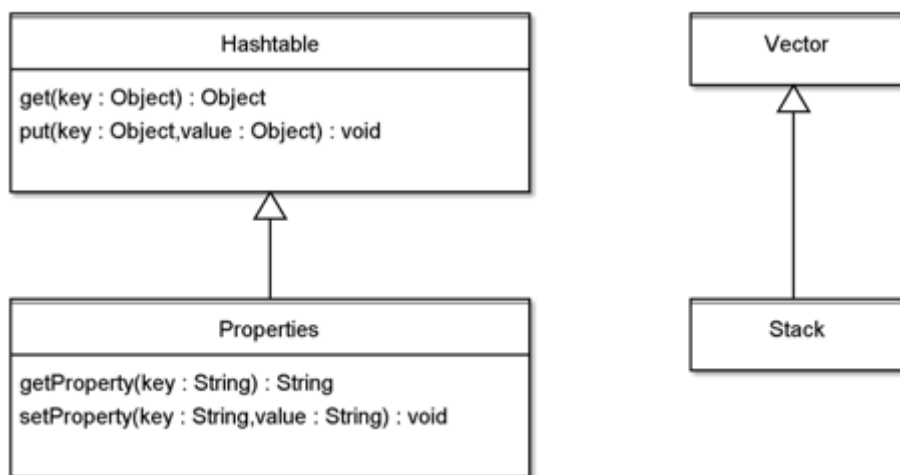 Hashtable
get(key : Object) : Object
put(key : Object,value : Object) : void
Properties
getProperty(key : String) : String
setProperty(key : String,value : String) : void
Vector
Stack